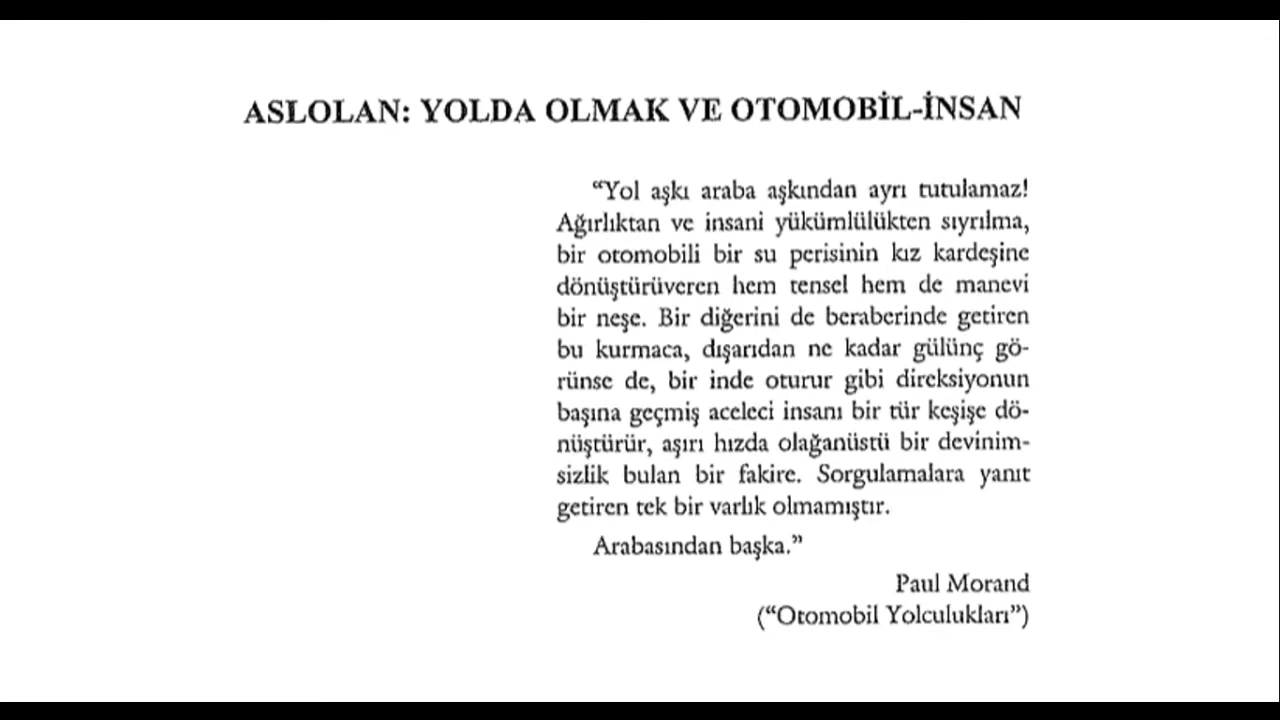 ASLOLAN: YOLDA OLMAK VE OTOMOBİL-İNSAN
“Yol aşkı araba aşkından ayrı tutulamaz!
Ağırlıktan ve insani yükümlülükten sıyrılma,
bir otomobili bir su perisinin kız kardeşine
dönüştürüveren hem tensel hem de manevi
bir neşe. Bir diğerini de beraberinde getiren
bu kurmaca, dışarıdan ne kadar gülünç gö-
rünse de, bir inde oturur gibi direksiyonun
başına geçmiş aceleci insanı bir tür keşişe dö-
nüştürür, aşırı hızda olağanüstü bir devinim-
sizlik bulan bir fakire. Sorgulamalara yanıt
getiren tek bir varlık olmamıştır.
Arabasından başka.”
Paul Morand
(“Otomobil Yolculukları”)